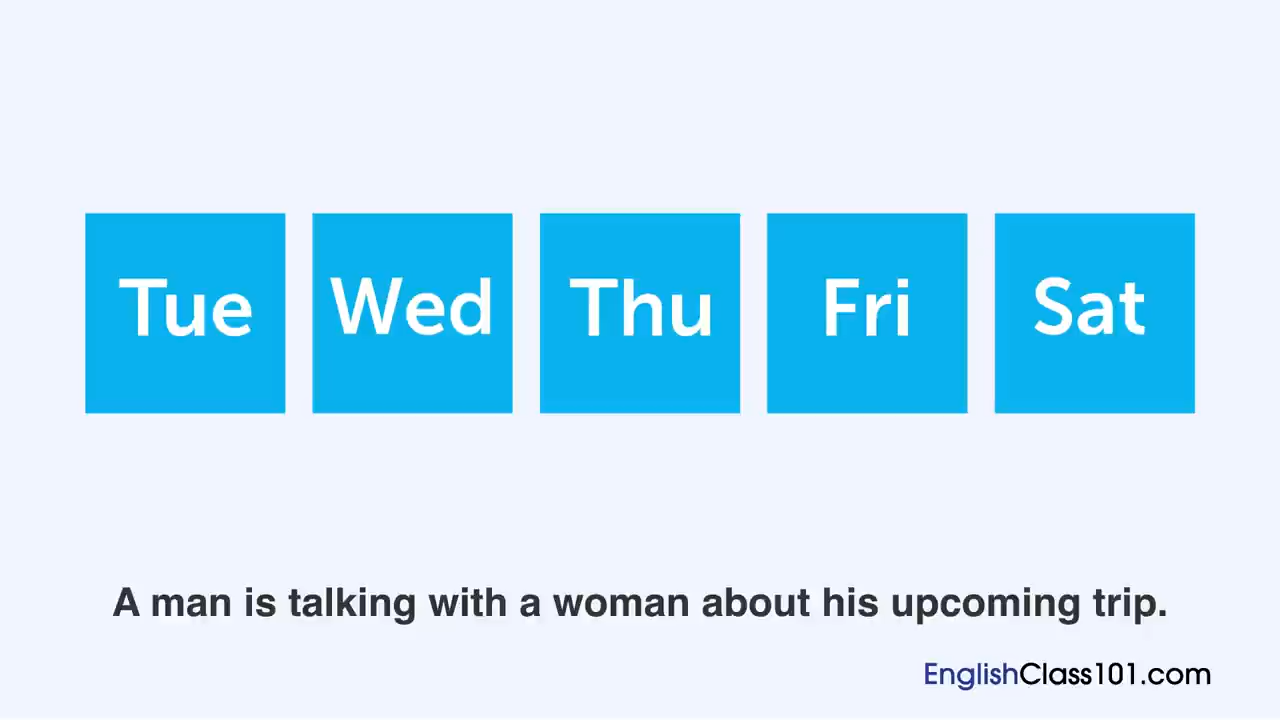 Tue Wed Thu Fri Sat
A man is talking with a woman about his upcoming trip.
EnglishClass101.com